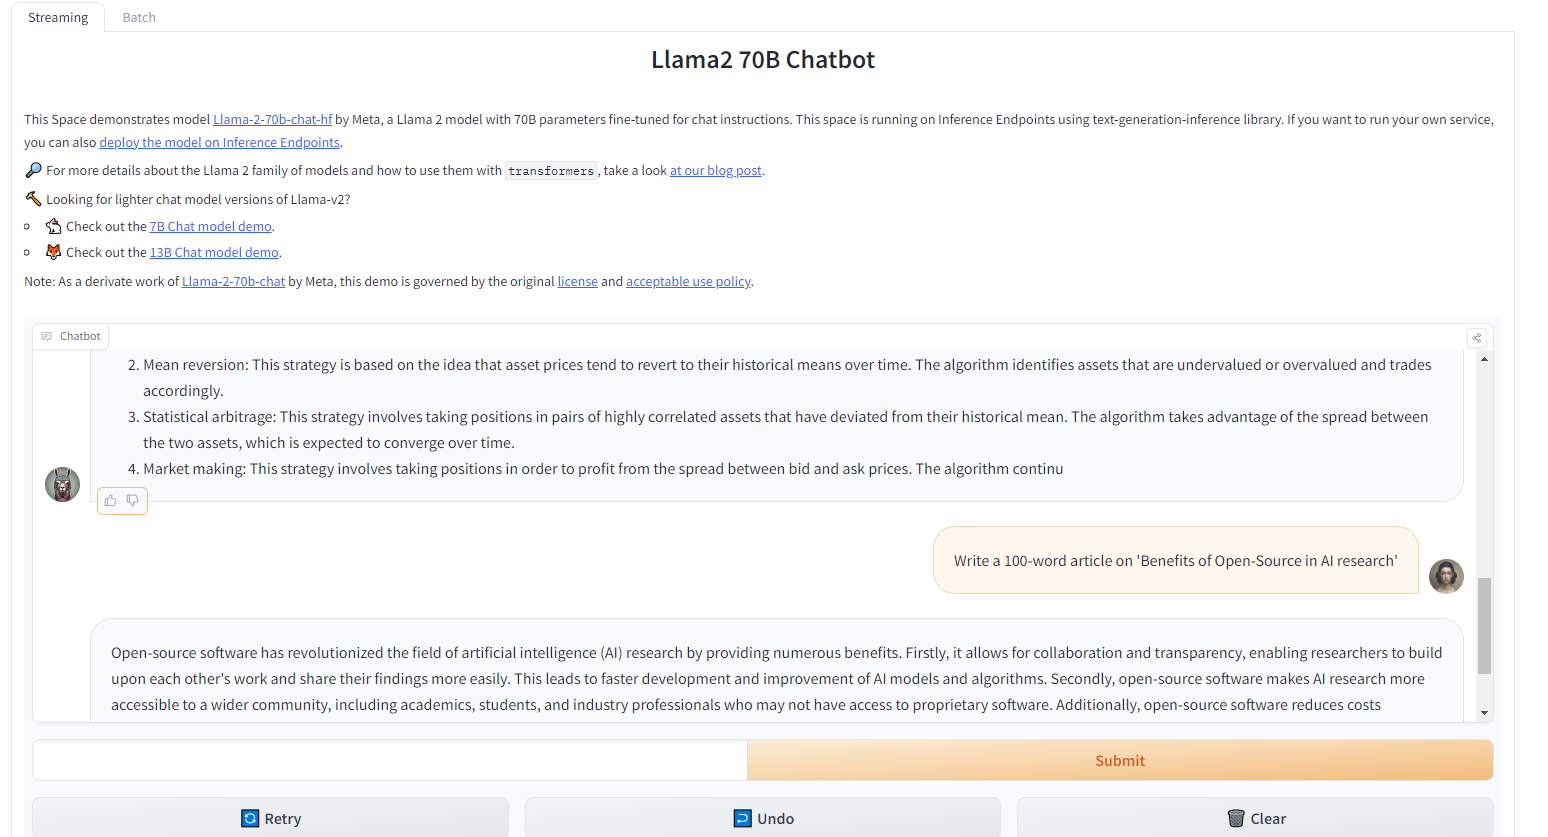 Streaming
Batch
Llama2 70B Chatbot
This Space demonstrates model Llama-2-70b-chat-hf by Meta, a Llama 2 model with 70B parameters fine-tuned for chat instructions. This space is running on Inference Endpoints using text-generation-inference library. If you want to run your own service,
you can also deploy the model on Inference Endpoints.
For more details about the Llama 2 family of models and how to use them with transformers, take a look at our blog post.
Looking for lighter chat model versions of Llama-v2?
Check out the 7B Chat model demo.
Check out the 13B Chat model demo.
Note: As a derivate work of Llama-2-70b-chat by Meta, this demo is governed by the original license and acceptable use policy.
Chatbot
2. Mean reversion: This strategy is based on the idea that asset prices tend to revert to their historical means over time. The algorithm identifies assets that are undervalued or overvalued and trades
accordingly.
3. Statistical arbitrage: This strategy involves taking positions in pairs of highly correlated assets that have deviated from their historical mean. The algorithm takes advantage of the spread between
the two assets, which is expected to converge over time.
4. Market making: This strategy involves taking positions in order to profit from the spread between bid and ask prices. The algorithm continu
Write a 100-word article on 'Benefits of Open-Source in AI research'
Open-source software has revolutionized the field of artificial intelligence (AI) research by providing numerous benefits. Firstly, it allows for collaboration and transparency, enabling researchers to build
upon each other's work and share their findings more easily. This leads to faster development and improvement of AI models and algorithms. Secondly, open-source software makes AI research more
accessible to a wider community, including academics, students, and industry professionals who may not have access to proprietary software. Additionally, open-source software reduces costs
Submit
Retry
Undo
Clear